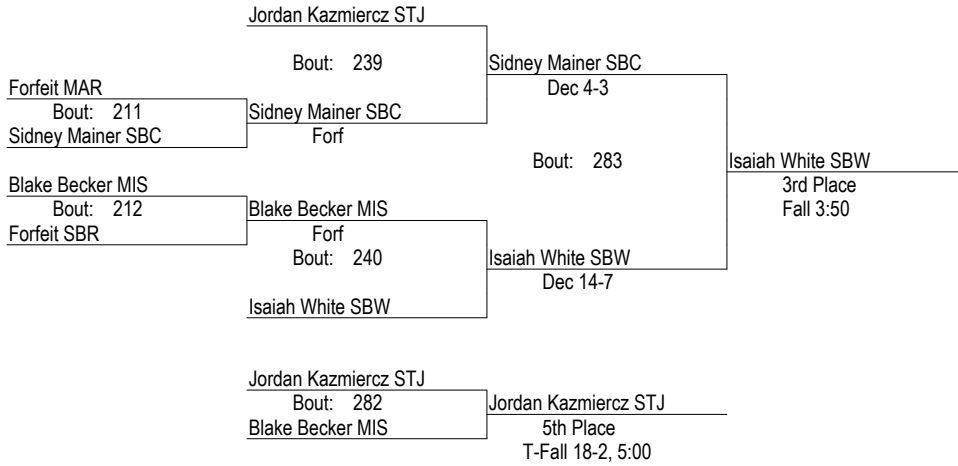 Jordan Kazmiercz STJ
Bout: 239
Sidney Mainer SBC
Dec 4-3
Forfeit MAR
Bout: 211
Sidney Mainer SBC
Sidney Mainer SBC
Forf
Bout: 283
Isaiah White SBW
3rd Place
Fall 3:50
Blake Becker MIS
Bout: 212
Forfeit SBR
Blake Becker MIS
Forf
Bout: 240
Isaiah White SBW
Dec 14-7
Isaiah White SBW
Jordan Kazmiercz STJ
Bout: 282
Blake Becker MIS
Jordan Kazmiercz STJ
5th Place
T-Fall 18-2, 5:00